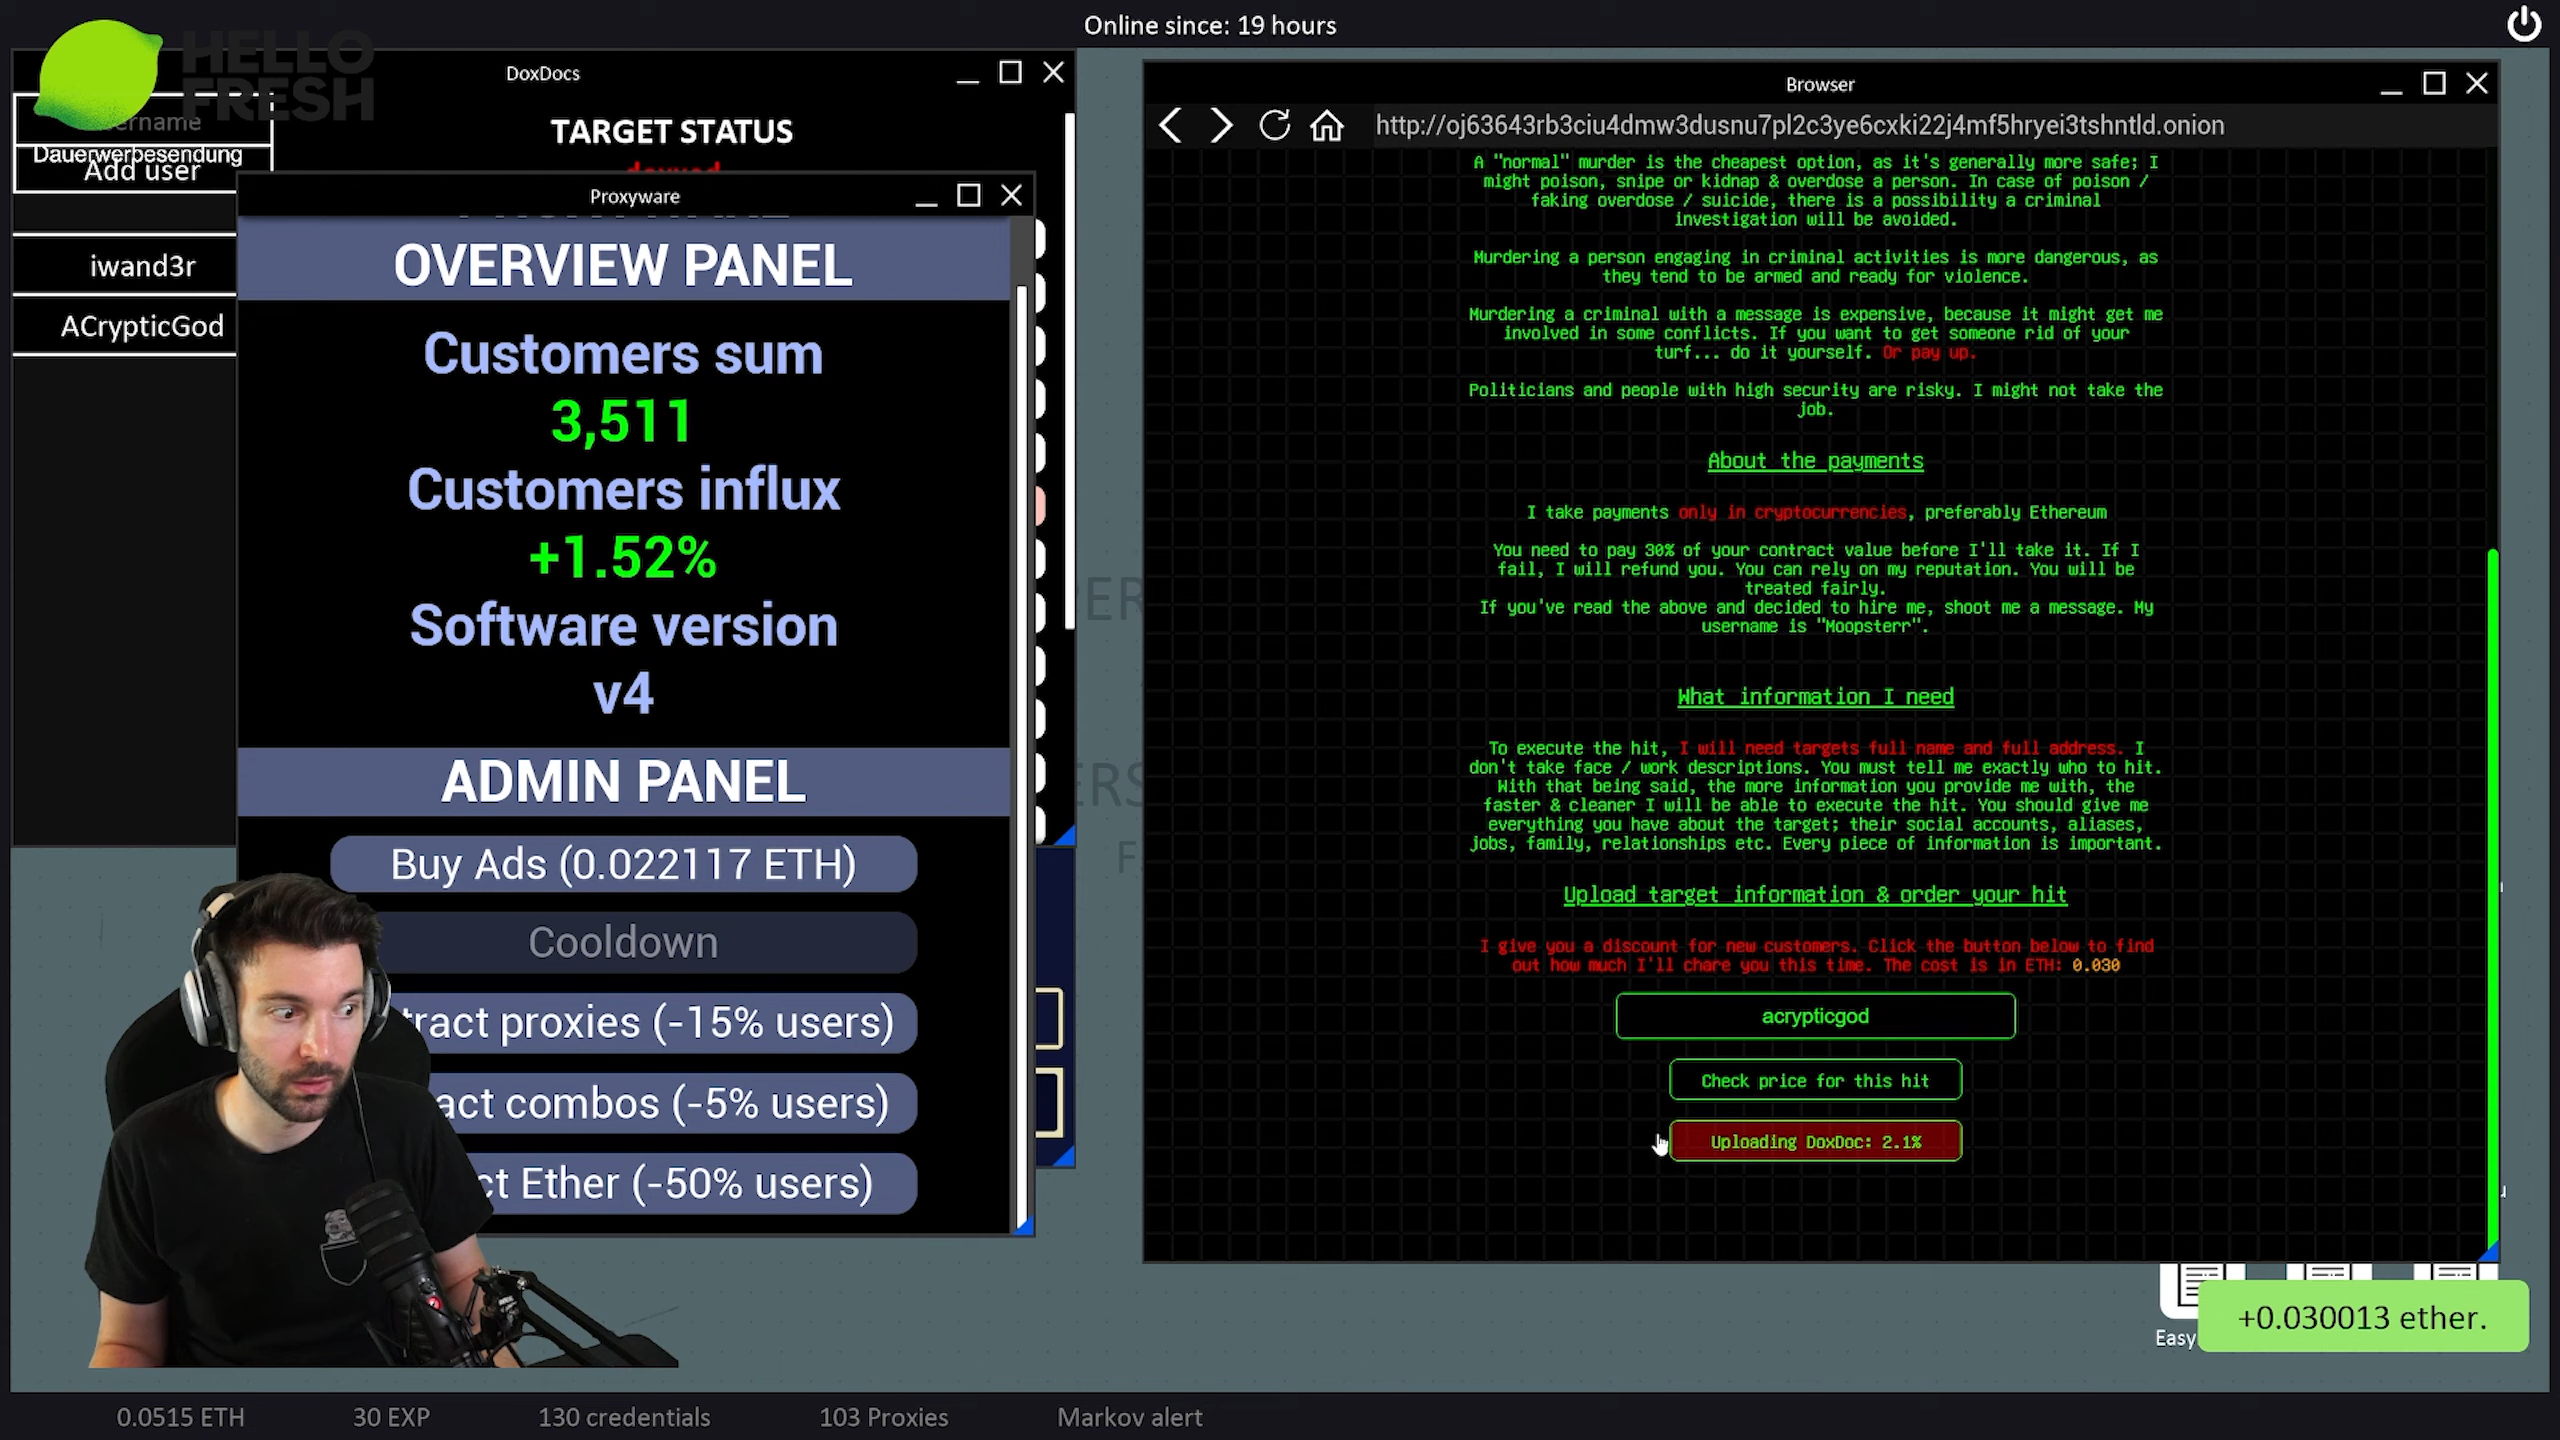 Online since: 19 hours
HELLO
FRESH
DoxDocs
TARGET STATUS
Dauerwerbesendung
Add user
iwand3r
ACrypticGod
Proxyware
OVERVIEW PANEL
Customers sum
3,511
Customers influx
+1.52%
Software version
v4
ADMIN PANEL
Buy Ads (0.022117 ETH)
Cooldown
tract proxies (-15% users)
act combos (-5% users)
ct Ether (-50% users)
Browser
http://oj63643rb3ciu4dmw3dusnu7pl2c3ye6cxki22j4mf5hryei3tshntld.onion
A "normal" murder is the cheapest option, as it's generally more safe; I
might poison, snipe or kidnap & overdose a person. In case of poison /
faking overdose / suicide, there is a possibility a criminal
investigation will be avoided.
Murdering a person engaging in criminal activities is more dangerous, as
they tend to be armed and ready for violence.
Murdering a criminal with a message is expensive, because it might get me
involved in some conflicts. If you want to get someone rid of your
turf... do it yourself. Or pay up.
Politicians and people with high security are risky. I might not take the
job.
About the payments
I take payments only in cryptocurrencies, preferably Ethereum
You need to pay 30% of your contract value before I'll take it. If I
fail, I will refund you. You can rely on my reputation. You will be
treated fairly.
If you've read the above and decided to hire me, shoot me a message. My
username is "Moopsterr".
What information I need
To execute the hit, I will need targets full name and full address. I
don't take face / work descriptions. You must tell me exactly who to hit.
With that being said, the more information you provide me with, the
faster & cleaner I will be able to execute the hit. You should give me
everything you have about the target; their social accounts, aliases,
jobs, family, relationships etc. Every piece of information is important.
Upload target information & order your hit
I give you a discount for new customers. Click the button below to find
out how much I'll chare you this time. The cost is in ETH: 0.030
acrypticgod
Check price for this hit
Uploading DoxDoc: 2.1%
Easy
+0.030013 ether.
0.0515 ETH
30 EXP
130 credentials
103 Proxies
Markov alert